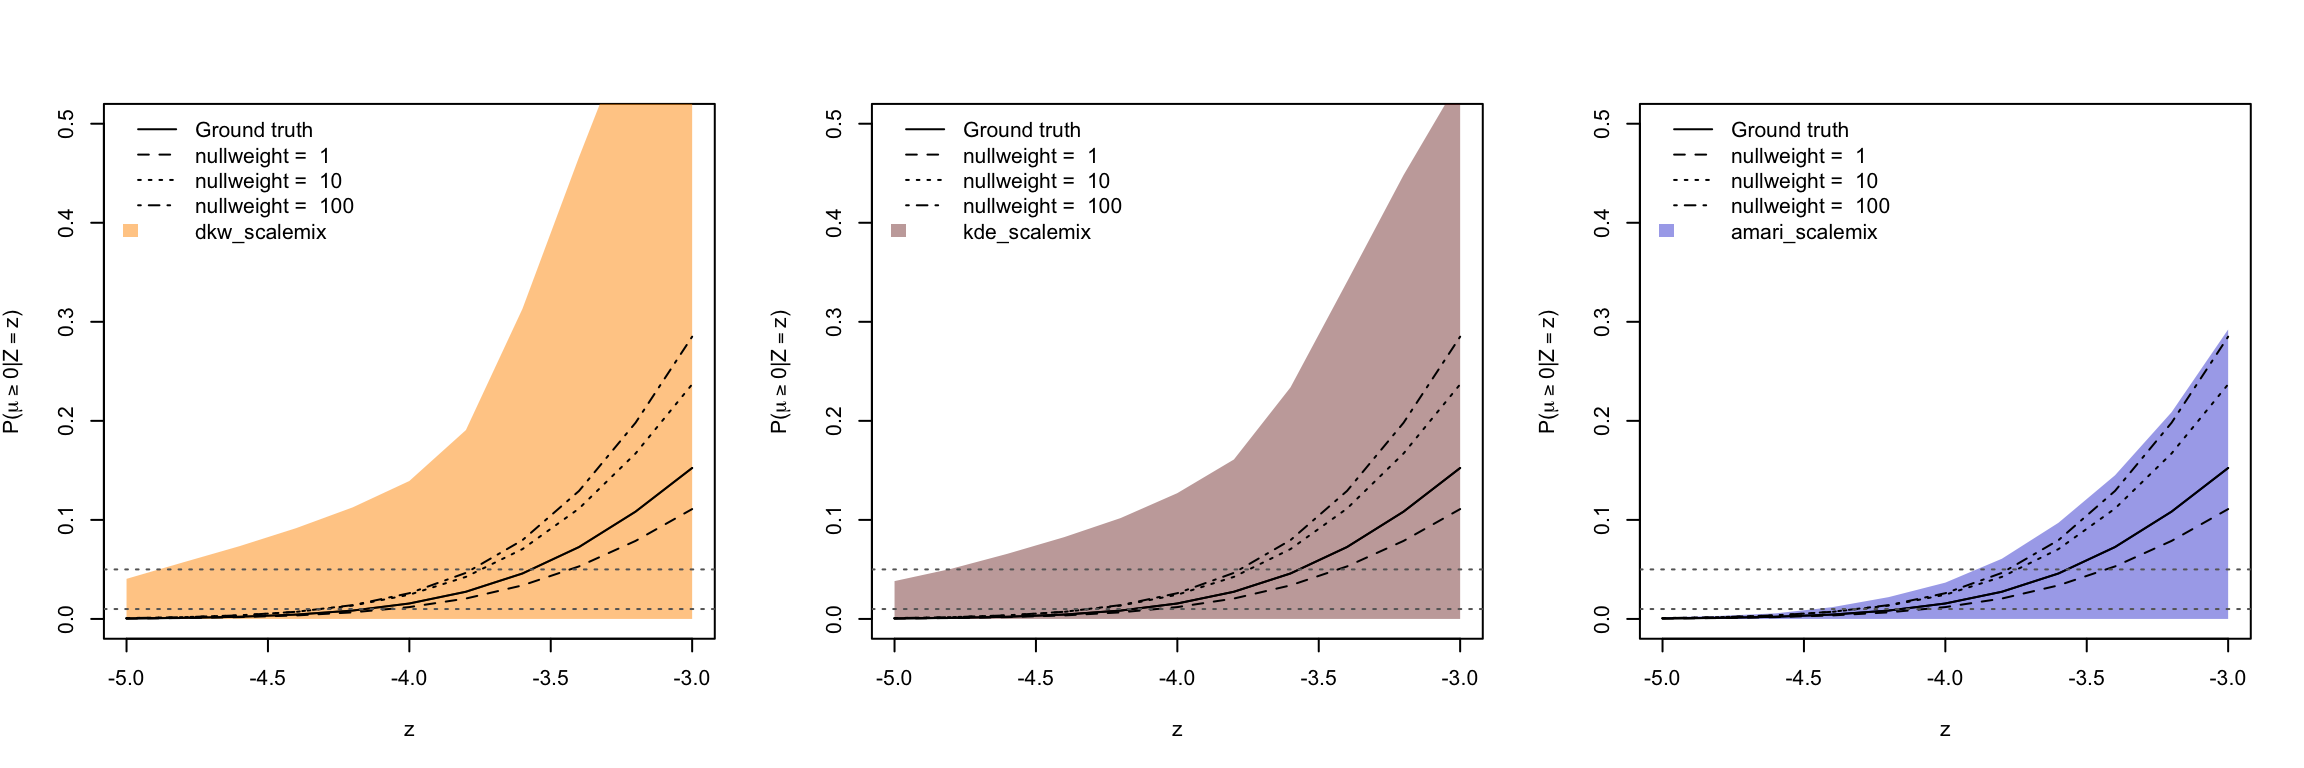 P(μ ≥ 0|Z = z)
0.5
0.4
0.3
0.2
0.1
0.0
Ground truth
nullweight = 1
nullweight = 10
nullweight = 100
dkw_scalemix
-5.0 -4.5 -4.0 -3.5 -3.0
z
P(μ ≥ 0|Z = z)
0.5
0.4
0.3
0.2
0.1
0.0
Ground truth
nullweight = 1
nullweight = 10
nullweight = 100
kde_scalemix
-5.0 -4.5 -4.0 -3.5 -3.0
z
P(μ ≥ 0|Z = z)
0.5
0.4
0.3
0.2
0.1
0.0
Ground truth
nullweight = 1
nullweight = 10
nullweight = 100
amari_scalemix
-5.0 -4.5 -4.0 -3.5 -3.0
z